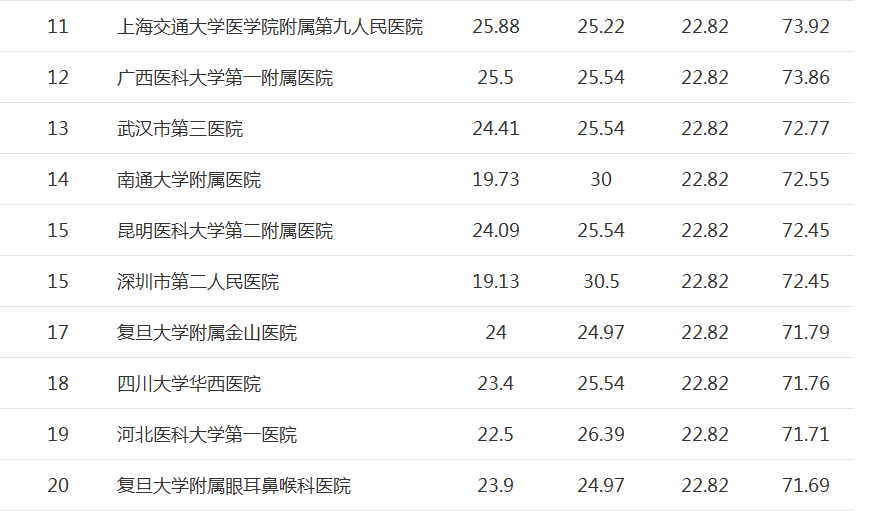 11 上海交通大学医学院附属第九人民医院 25.88 25.22 22.82 73.92
12 广西医科大学第一附属医院 25.5 25.54 22.82 73.86
13 武汉市第三医院 24.41 25.54 22.82 72.77
14 南通大学附属医院 19.73 30 22.82 72.55
15 昆明医科大学第二附属医院 24.09 25.54 22.82 72.45
15 深圳市第二人民医院 19.13 30.5 22.82 72.45
17 复旦大学附属金山医院 24 24.97 22.82 71.79
18 四川大学华西医院 23.4 25.54 22.82 71.76
19 河北医科大学第一医院 22.5 26.39 22.82 71.71
20 复旦大学附属眼耳鼻喉科医院 23.9 24.97 22.82 71.69